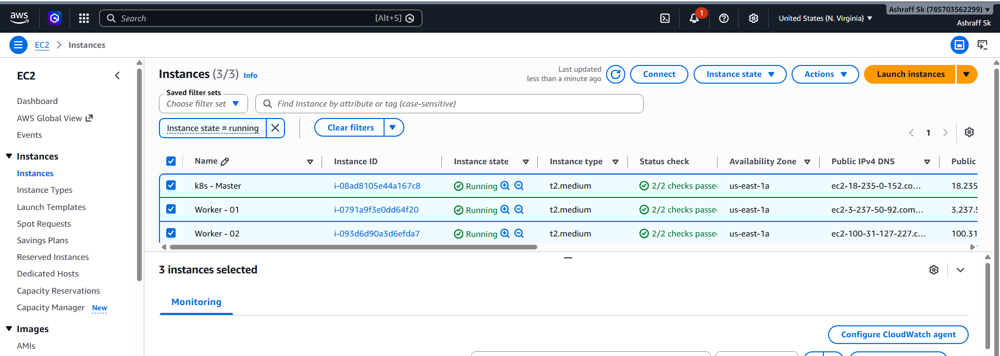 aws
Search
[Alt+S]
1
United States (N. Virginia)
Ashraff Sk (785703562299)
Ashraff Sk
EC2
Instances
EC2
Dashboard
AWS Global View
Events
Instances
Instances
Instance Types
Launch Templates
Spot Requests
Savings Plans
Reserved Instances
Dedicated Hosts
Capacity Reservations
Capacity Manager New
Images
AMIs
Instances (3/3) Info
Last updated
less than a minute ago
Connect
Instance state
Actions
Launch instances
Saved filter sets
Choose filter set
Find Instance by attribute or tag (case-sensitive)
Instance state = running
Clear filters
1
Name Instance ID Instance state Instance type Status check Availability Zone Public IPv4 DNS Public
k8s - Master i-08ad8105e44a167c8 Running t2.medium 2/2 checks passe us-east-1a ec2-18-235-0-152.co... 18.235
Worker - 01 i-0791a9f3e0dd64f20 Running t2.medium 2/2 checks passe us-east-1a ec2-3-237-50-92.com... 3.237.5
Worker - 02 i-093d6d90a3d6efda7 Running t2.medium 2/2 checks passe us-east-1a ec2-100-31-127-227.c... 100.31
3 instances selected
Monitoring
Configure CloudWatch agent